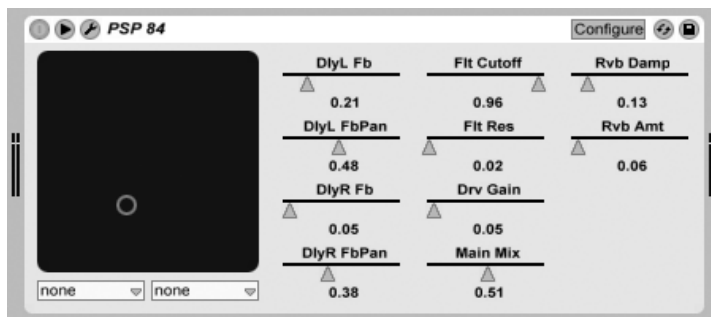 PSP 84
Configure
DlyL Fb
0.21
DlyL FbPan
0.48
DlyR Fb
0.05
DlyR FbPan
0.38
Flt Cutoff
0.96
Flt Res
0.02
Drv Gain
0.05
Main Mix
0.51
Rvb Damp
0.13
Rvb Amt
0.06
none
none